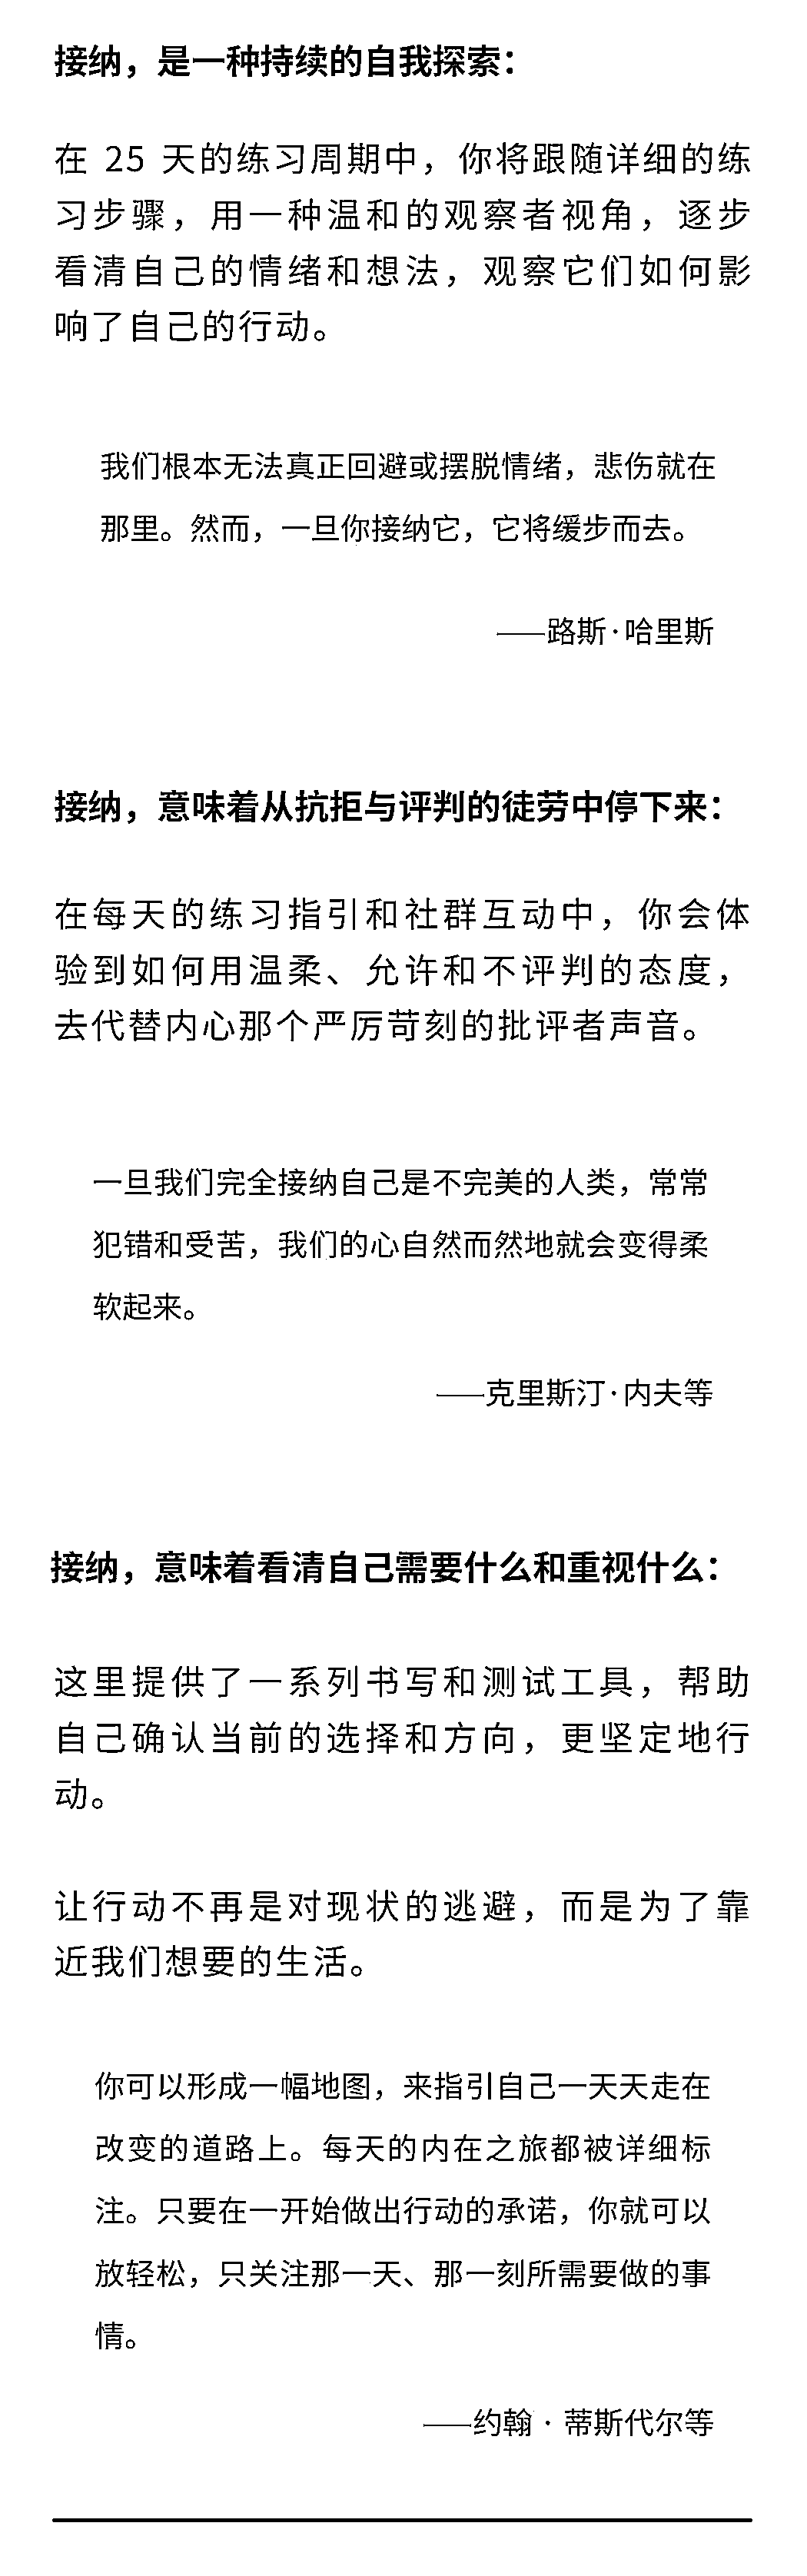 接纳，是一种持续的自我探索：
在 25 天的练习周期中，你将跟随详细的练
习步骤，用一种温和的观察者视角，逐步
看清自己的情绪和想法，观察它们如何影
响了自己的行动。
我们根本无法真正回避或摆脱情绪，悲伤就在
那里。然而，一旦你接纳它，它将缓步而去。
——路斯·哈里斯
接纳，意味着从抗拒与评判的徒劳中停下来：
在每天的练习指引和社群互动中，你会体
验到如何用温柔、允许和不评判的态度，
去代替内心那个严厉苛刻的批评者声音。
一旦我们完全接纳自己是不完美的人类，常常
犯错和受苦，我们的心自然而然地就会变得柔
软起来。
——克里斯汀·内夫等
接纳，意味着看清自己需要什么和重视什么：
这里提供了一系列书写和测试工具，帮助
自己确认当前的选择和方向，更坚定地行
动。
让行动不再是对现状的逃避，而是为了靠
近我们想要的生活。
你可以形成一幅地图，来指引自己一天天走在
改变的道路上。每天的内在之旅都被详细标
注。只要在一开始做出行动的承诺，你就可以
放轻松，只关注那一天、那一刻所需要做的事
情。
——约翰 · 蒂斯代尔等